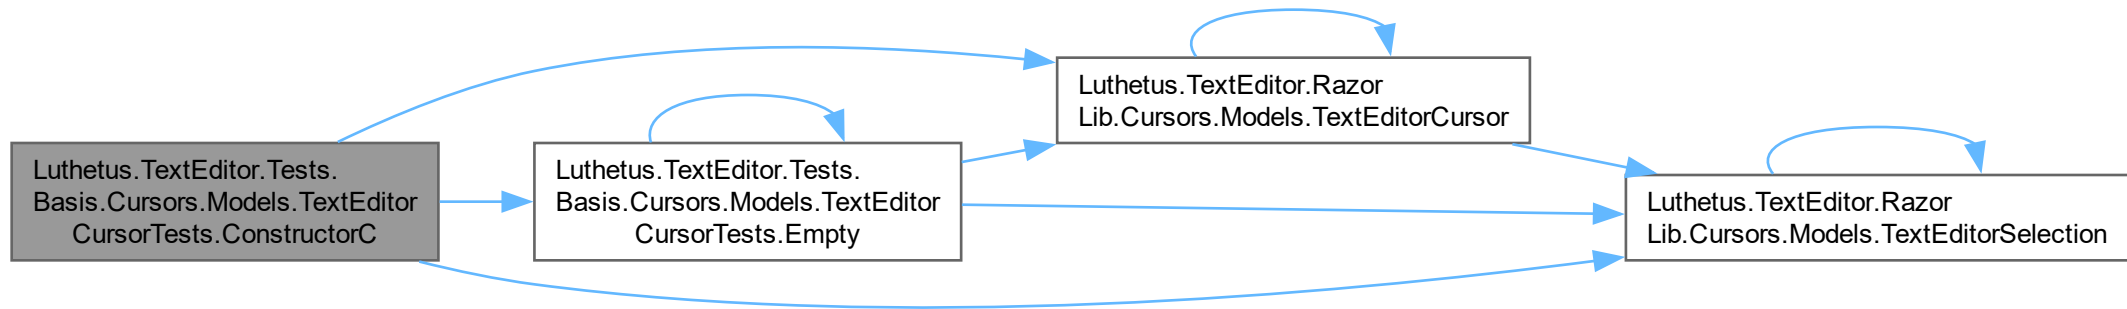 Luthetus.TextEditor.Tests.
Basis.Cursors.Models.TextEditor
CursorTests.ConstructorC
Luthetus.TextEditor.Tests.
Basis.Cursors.Models.TextEditor
CursorTests.Empty
Luthetus.TextEditor.Razor
Lib.Cursors.Models.TextEditorCursor
Luthetus.TextEditor.Razor
Lib.Cursors.Models.TextEditorSelection